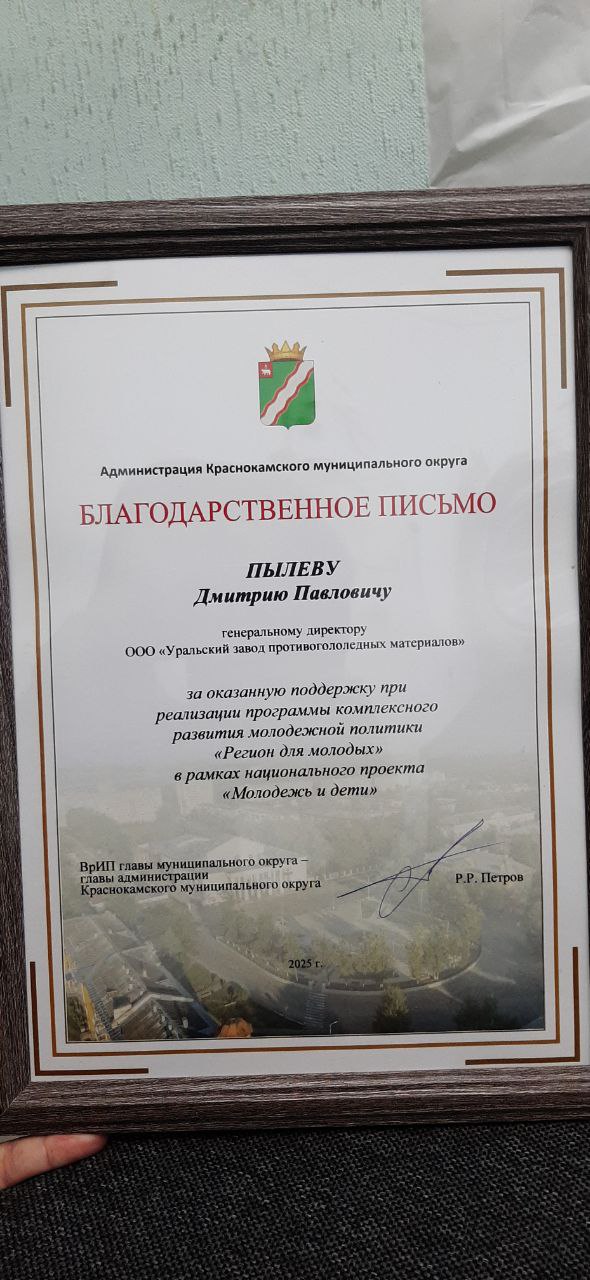 Администрация Краснокамского муниципального округа
БЛАГОДАРСТВЕННОЕ ПИСЬМО
ПЫЛЕВУ
Дмитрию Павловичу
генеральному директору
ООО «Уральский завод противогололедных материалов»
за оказанную поддержку при
реализации программы комплексного
развития молодежной политики
«Регион для молодых»
в рамках национального проекта
«Молодежь и дети»
ВрИП главы муниципального округа –
главы администрации
Краснокамского муниципального округа
Р.Р. Петров
2025 г.